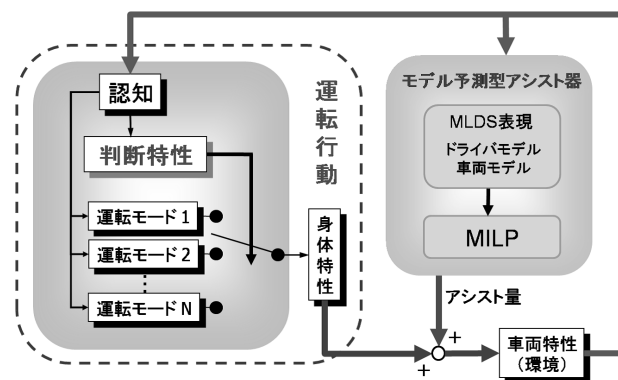 認知
判断特性
運転モード1
運転モード2
運転モードN
運転行動
身体特性
モデル予測型アシスト器
MLDS表現
ドライバモデル
車両モデル
MILP
アシスト量
+
+
車両特性
(環境)